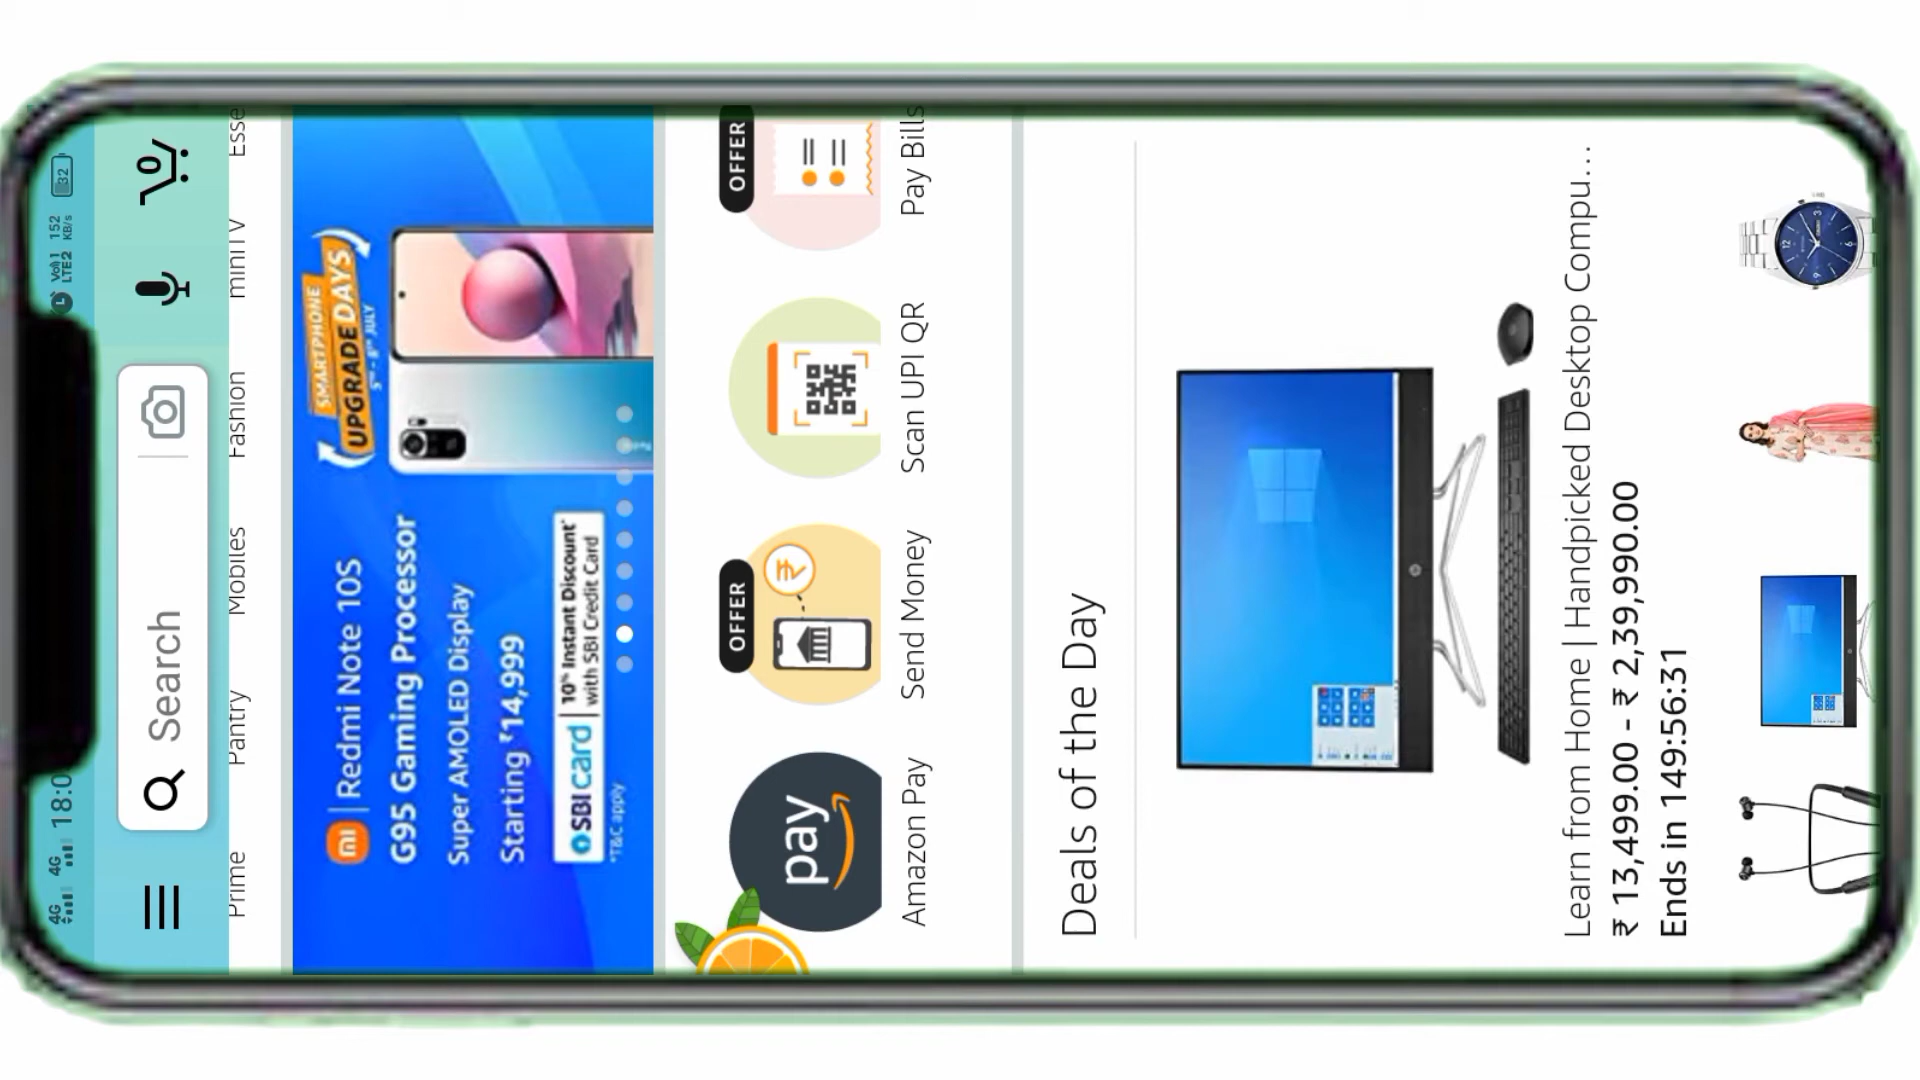 4G 4G 18:0
Vo) 1 LTE2 152 KB/s 32
Search
0
Prime Pantry Mobiles Fashion miniTV Esse
SMARTPHONE
UPGRADE DAYS
5TH - 8TH JULY
mi | Redmi Note 10S
G95 Gaming Processor
Super AMOLED Display
Starting ₹14,999
SBI card | 10% Instant Discount*
with SBI Credit Card
*T&C apply
OFFER OFFER
pay
Amazon Pay Send Money Scan UPI QR Pay Bills
Deals of the Day
Learn from Home | Handpicked Desktop Compu...
₹ 13,499.00 - ₹ 2,39,990.00
Ends in 149:56:31